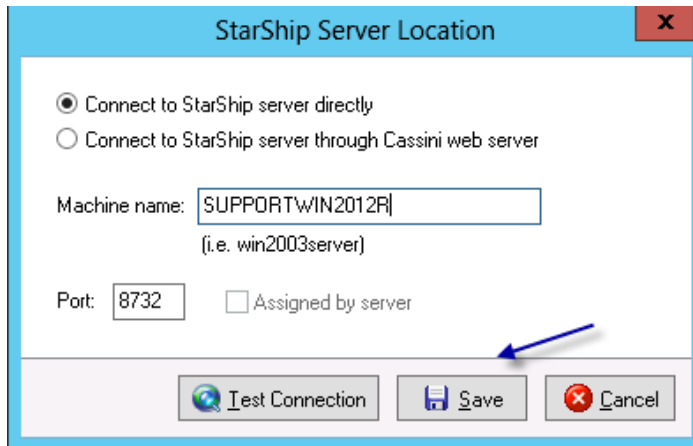 StarShip Server Location
x
Connect to StarShip server directly
Connect to StarShip server through Cassini web server
Machine name: SUPPORTWIN2012R
(i.e. win2003server)
Port: 8732 Assigned by server
Test Connection Save Cancel